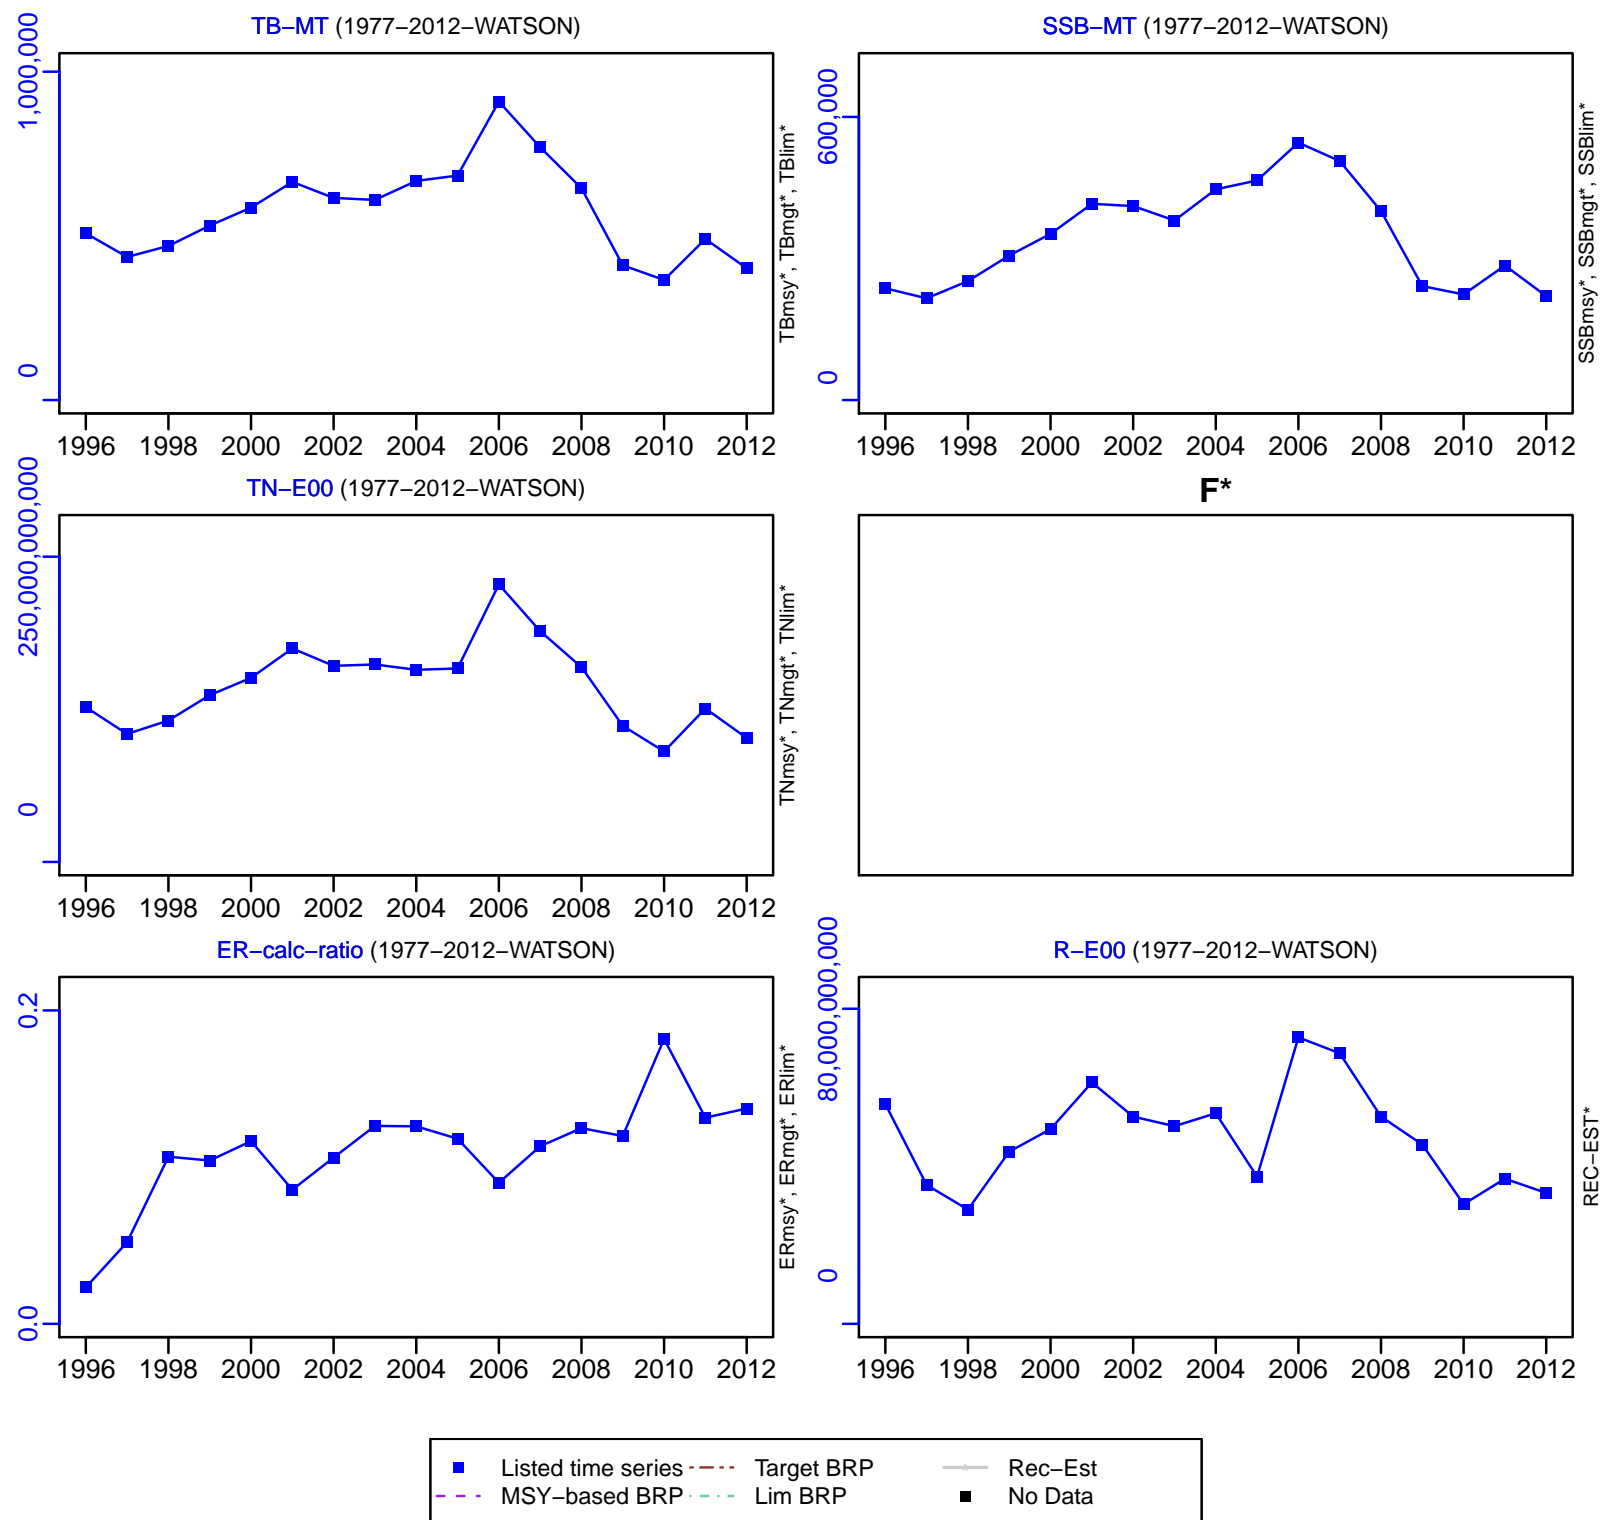 TB−MT (1977−2012−WATSON)
1,000,000
0
TBmsy*, TBmgt*, TBlim*
1996 1998 2000 2002 2004 2006 2008 2010 2012
SSB−MT (1977−2012−WATSON)
600,000
0
SSBmsy*, SSBmgt*, SSBlim*
1996 1998 2000 2002 2004 2006 2008 2010 2012
TN−E00 (1977−2012−WATSON)
250,000,000,000
0
TNmsy*, TNmgt*, TNlim*
1996 1998 2000 2002 2004 2006 2008 2010 2012
F*
ER−calc−ratio (1977−2012−WATSON)
0.2
0.0
ERmsy*, ERmgt*, ERlim*
1996 1998 2000 2002 2004 2006 2008 2010 2012
R−E00 (1977−2012−WATSON)
80,000,000,000
0
REC−EST*
1996 1998 2000 2002 2004 2006 2008 2010 2012
Listed time series Target BRP Rec−Est
MSY−based BRP Lim BRP No Data